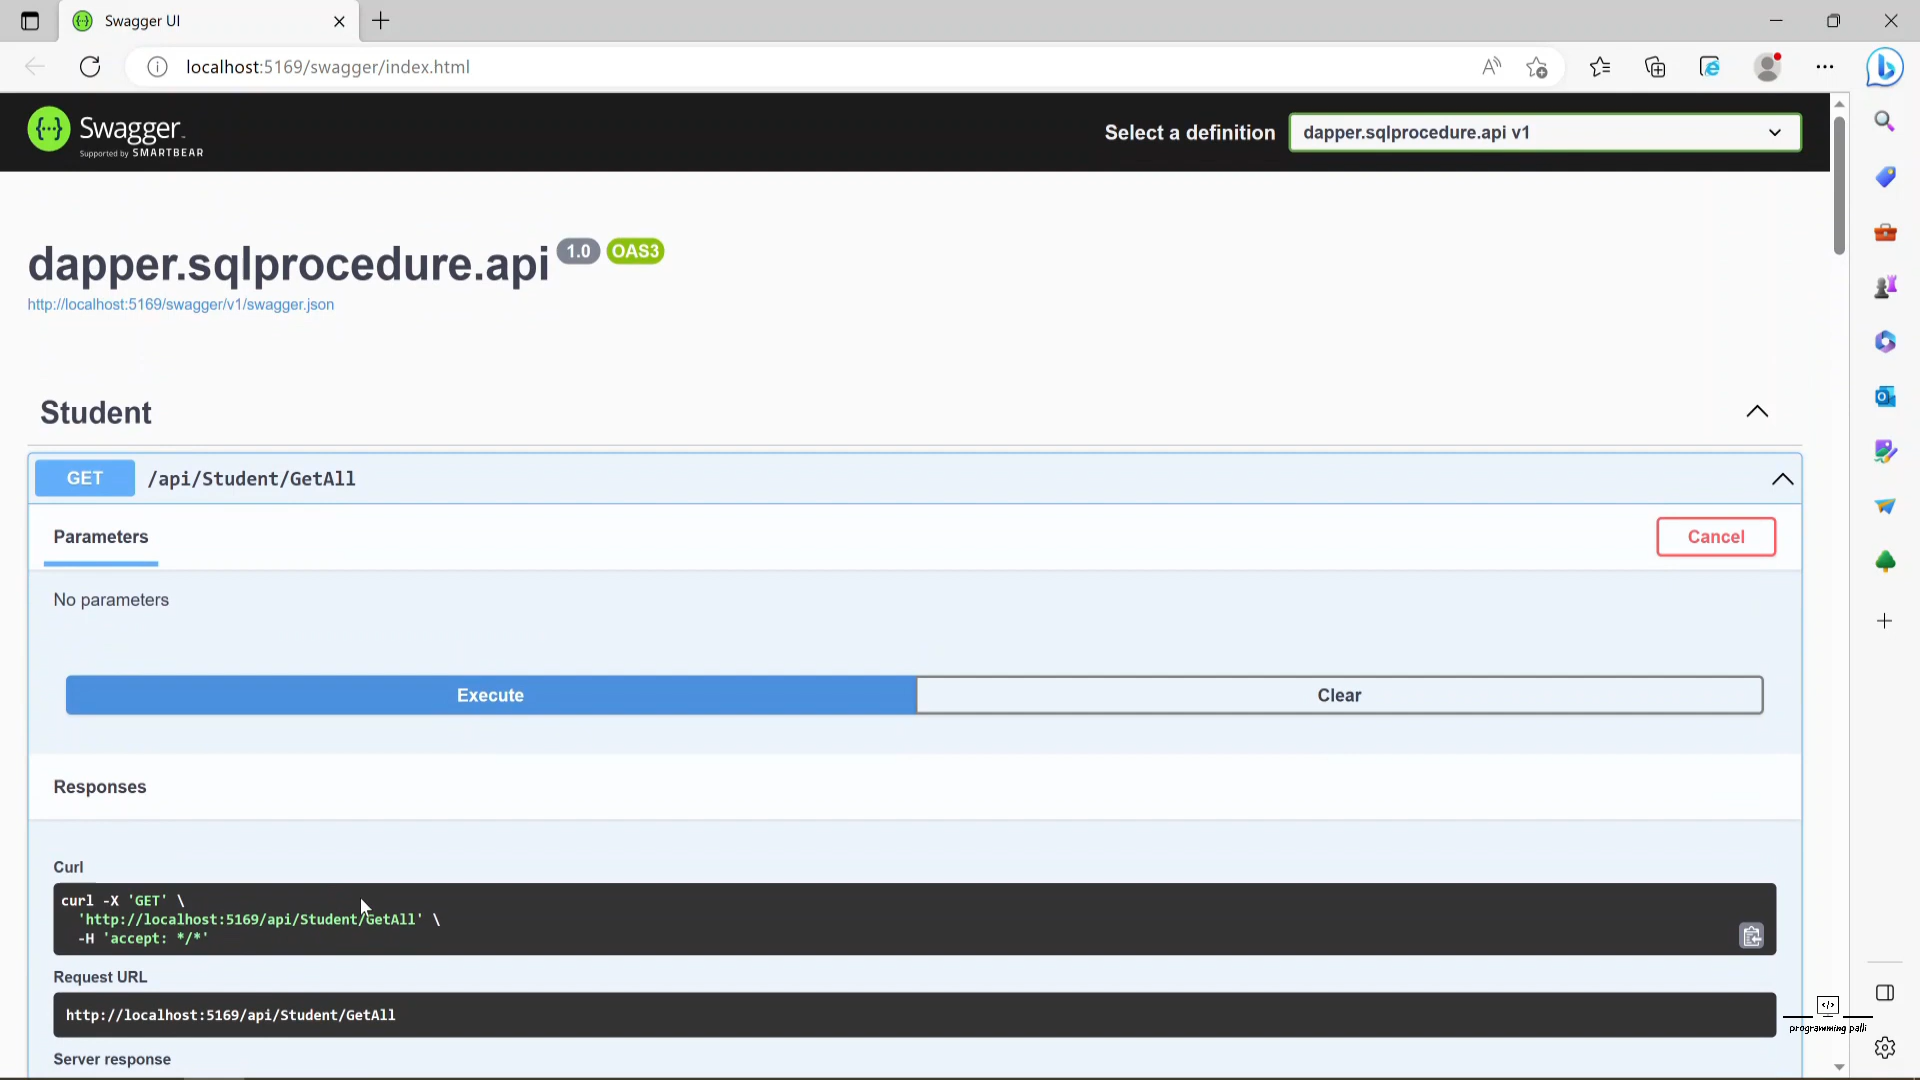 Swagger UI
localhost:5169/swagger/index.html
Swagger
Supported by SMARTBEAR
Select a definition
dapper.sqlprocedure.api v1
dapper.sqlprocedure.api 1.0 OAS3
http://localhost:5169/swagger/v1/swagger.json
Student
GET /api/Student/GetAll
Parameters
Cancel
No parameters
Execute
Clear
Responses
Curl
curl -X 'GET' \
'http://localhost:5169/api/Student/GetAll' \
-H 'accept: */*'
Request URL
http://localhost:5169/api/Student/GetAll
programming palli
Server response